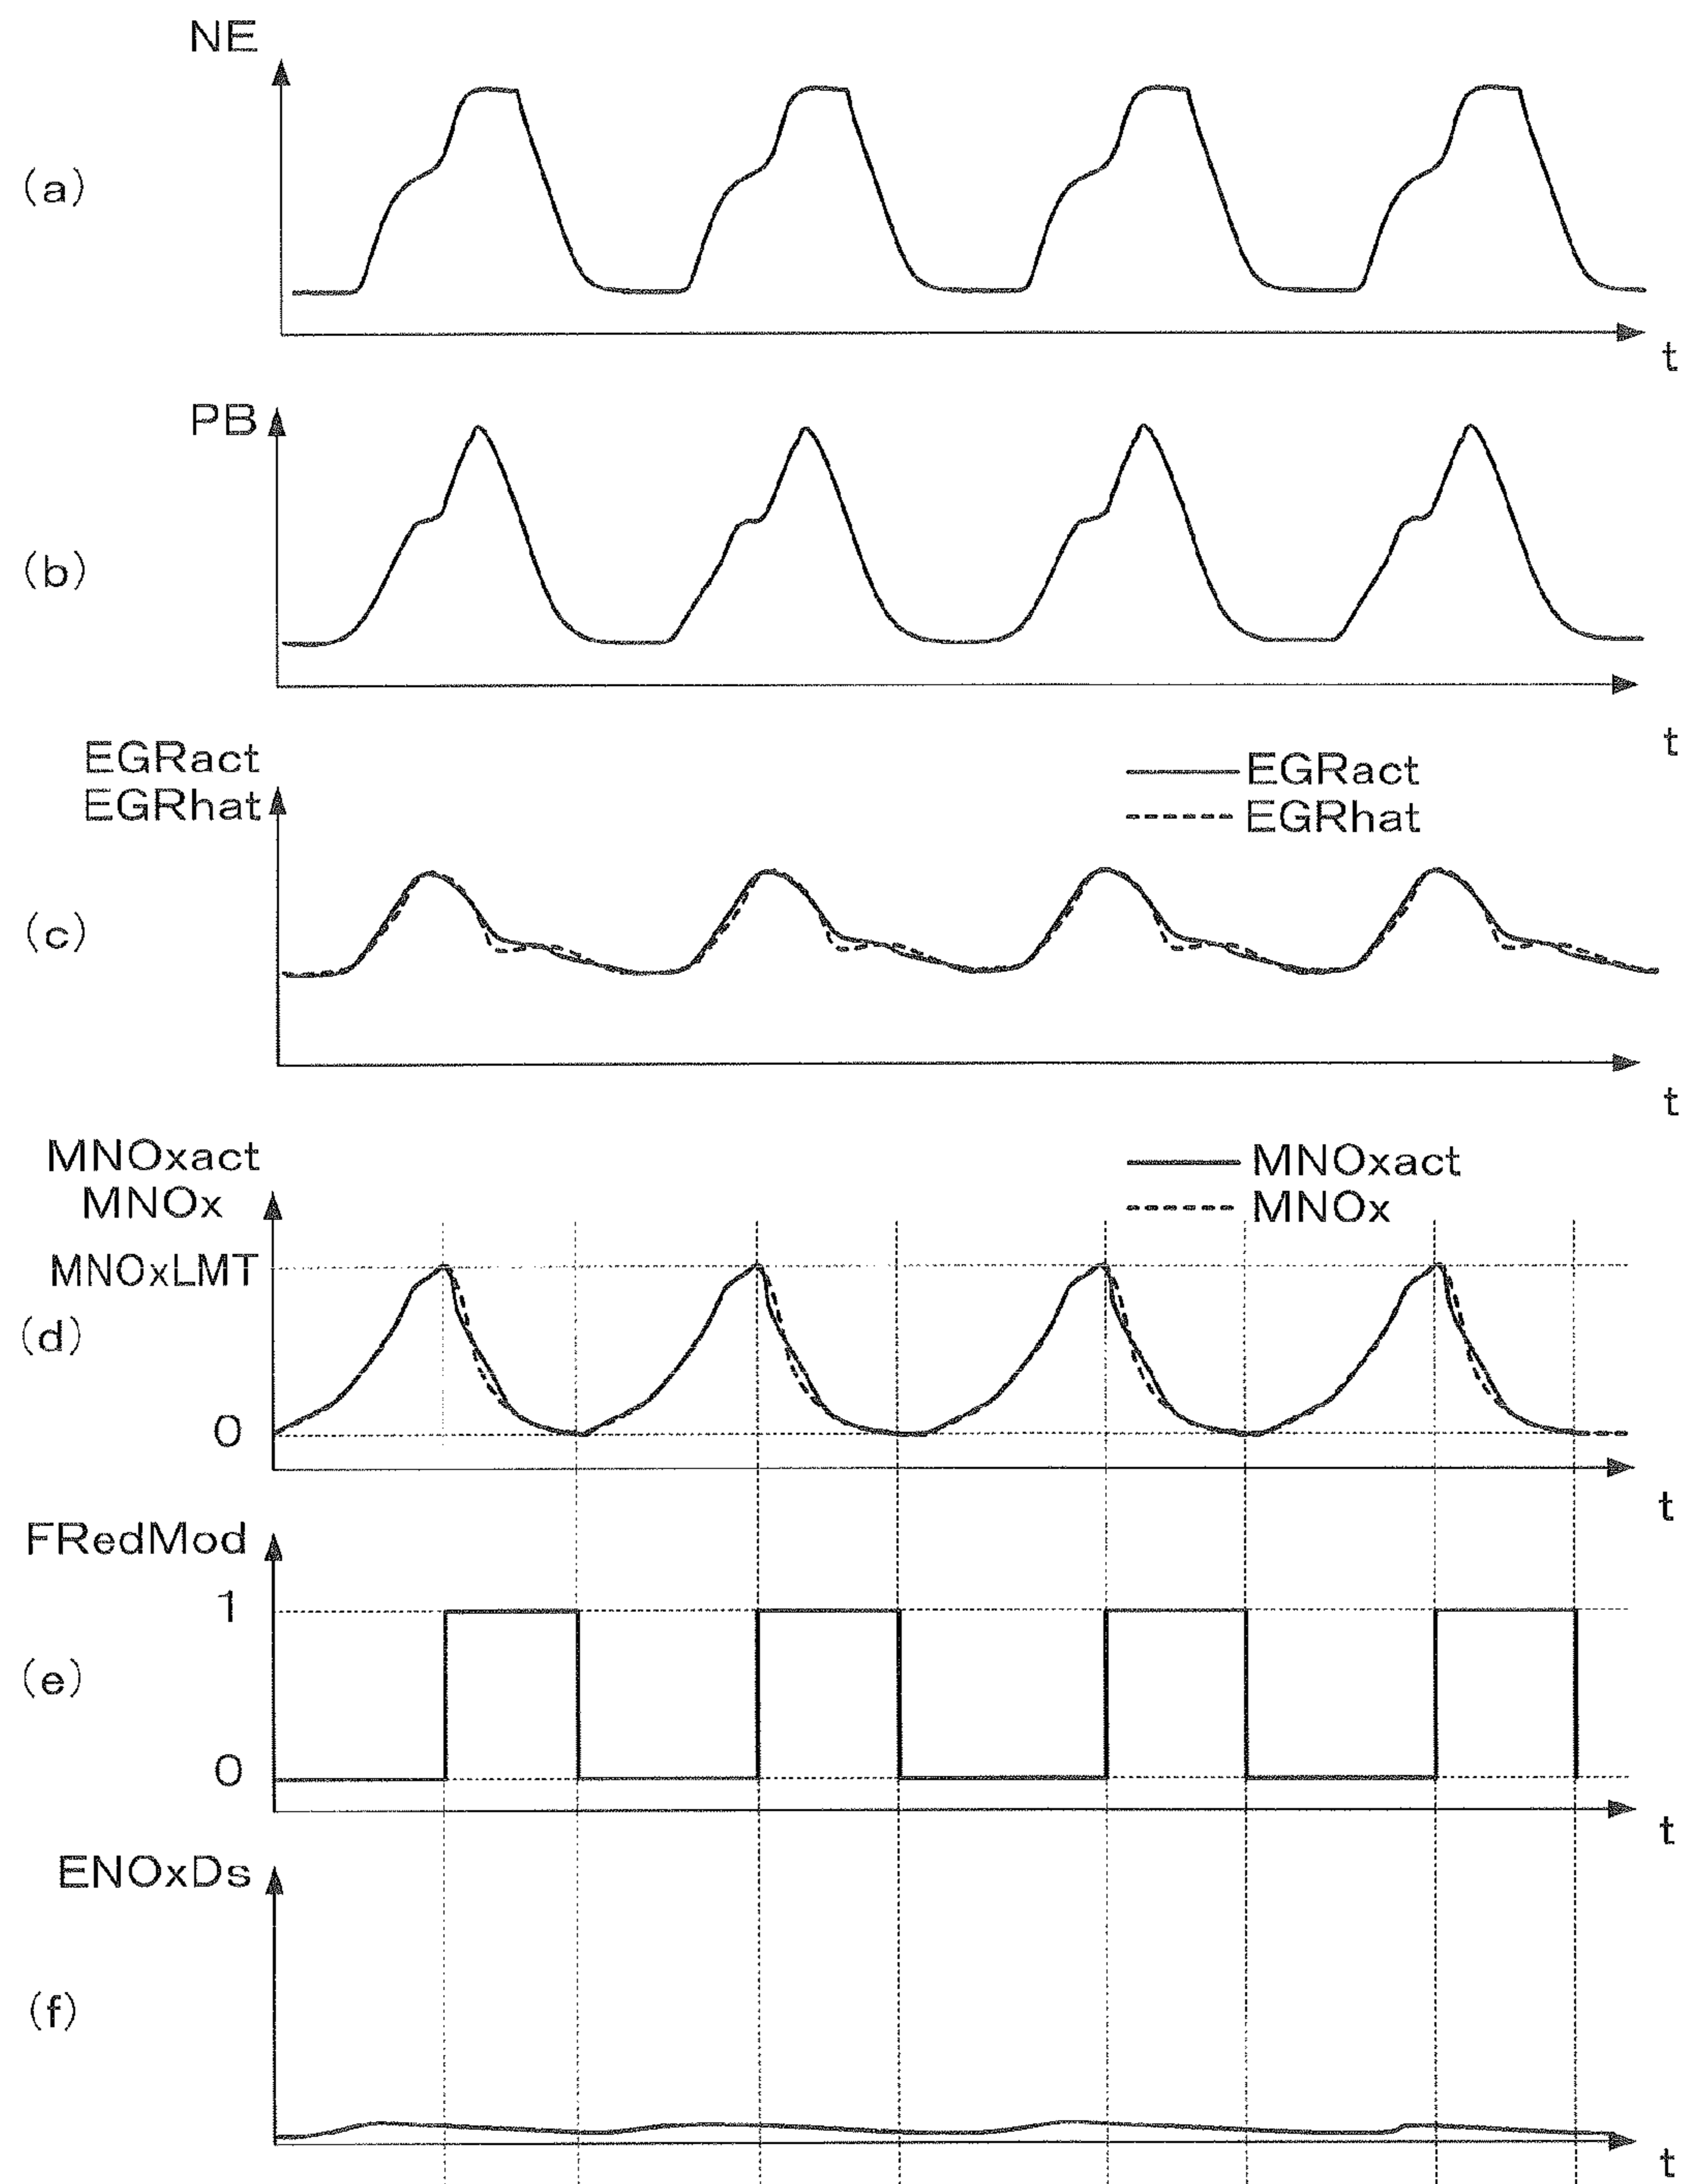 NE
(a)
t
PB
(b)
t
EGRact
EGRhat
EGRact
EGRhat
(c)
t
MNOxact
MNOx
MNOxact
MNOx
MNOxLMT
(d)
0
t
FRedMod
1
(e)
0
t
ENOxDs
(f)
t